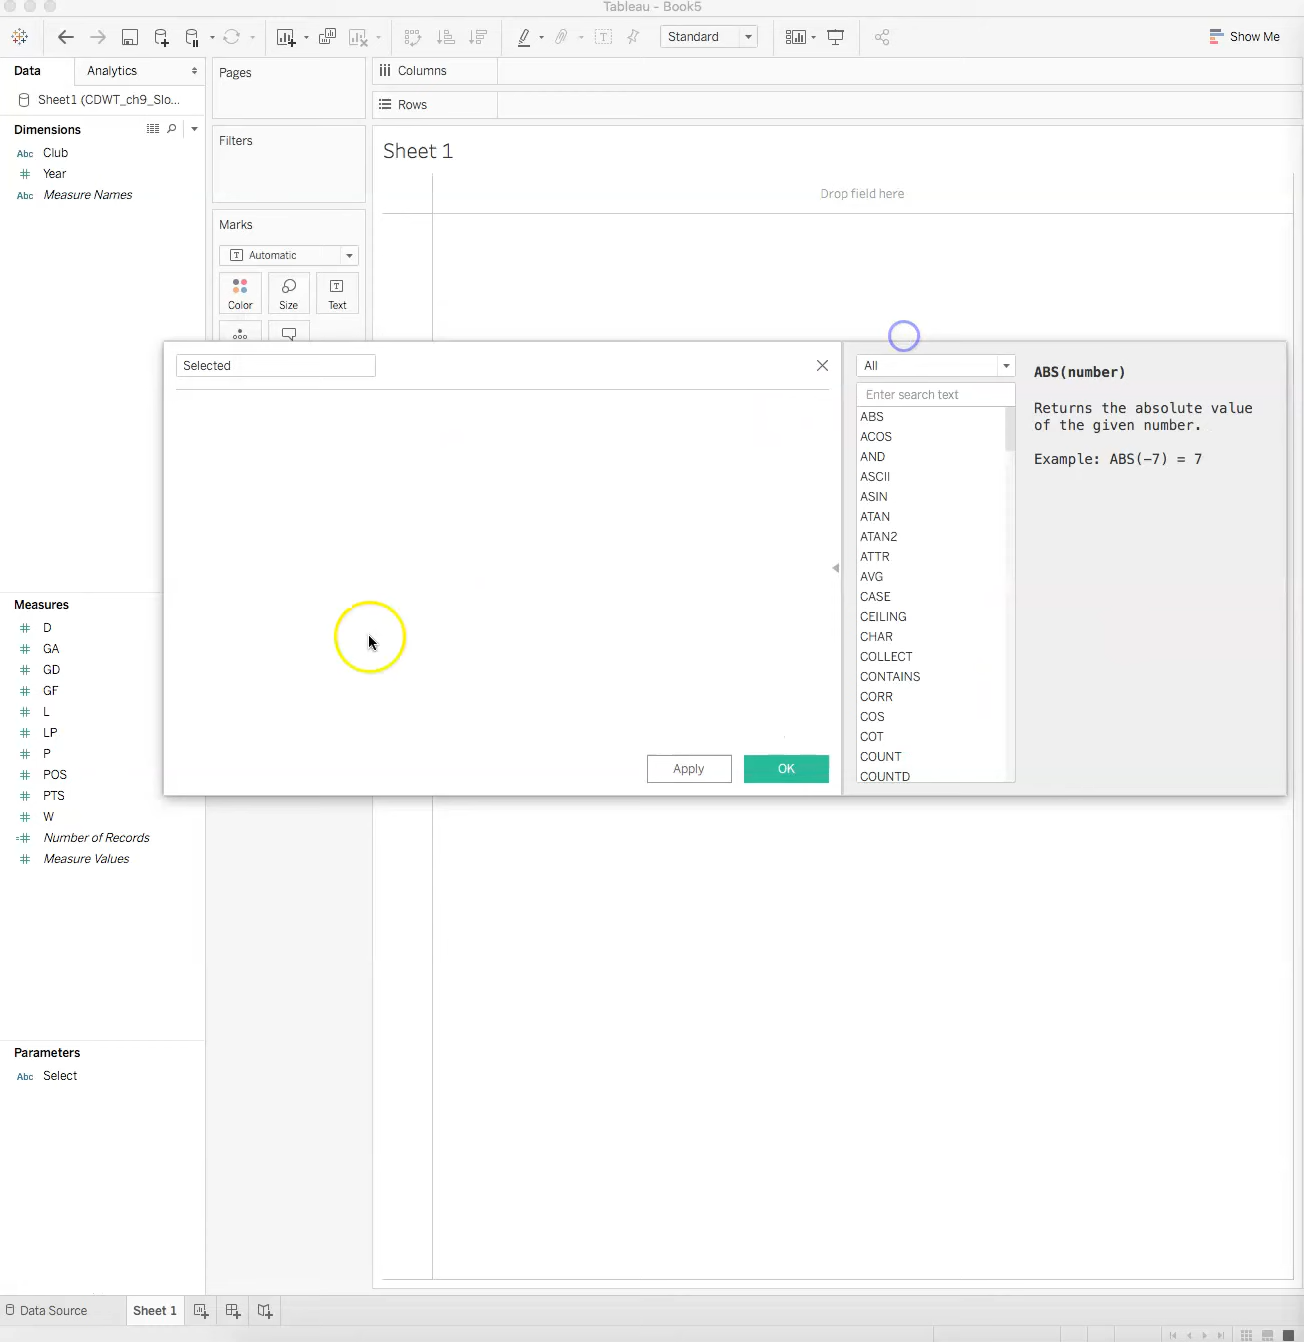 Tableau - Book5
Standard
Show Me
Data
Analytics
Pages
Columns
Sheet1 (CDWT_ch9_Slo...
Rows
Dimensions
Filters
Abc Club
Sheet 1
# Year
Abc Measure Names
Drop field here
Marks
Automatic
Color
Size
Text
Selected
All
ABS(number)
Enter search text
Returns the absolute value
of the given number.
Example: ABS(-7) = 7
ABS
ACOS
AND
ASCII
ASIN
ATAN
ATAN2
ATTR
AVG
CASE
CEILING
CHAR
COLLECT
CONTAINS
CORR
COS
COT
COUNT
COUNTD
Apply
OK
Measures
# D
# GA
# GD
# GF
# L
# LP
# P
# POS
# PTS
# W
=# Number of Records
# Measure Values
Parameters
Abc Select
Data Source
Sheet 1